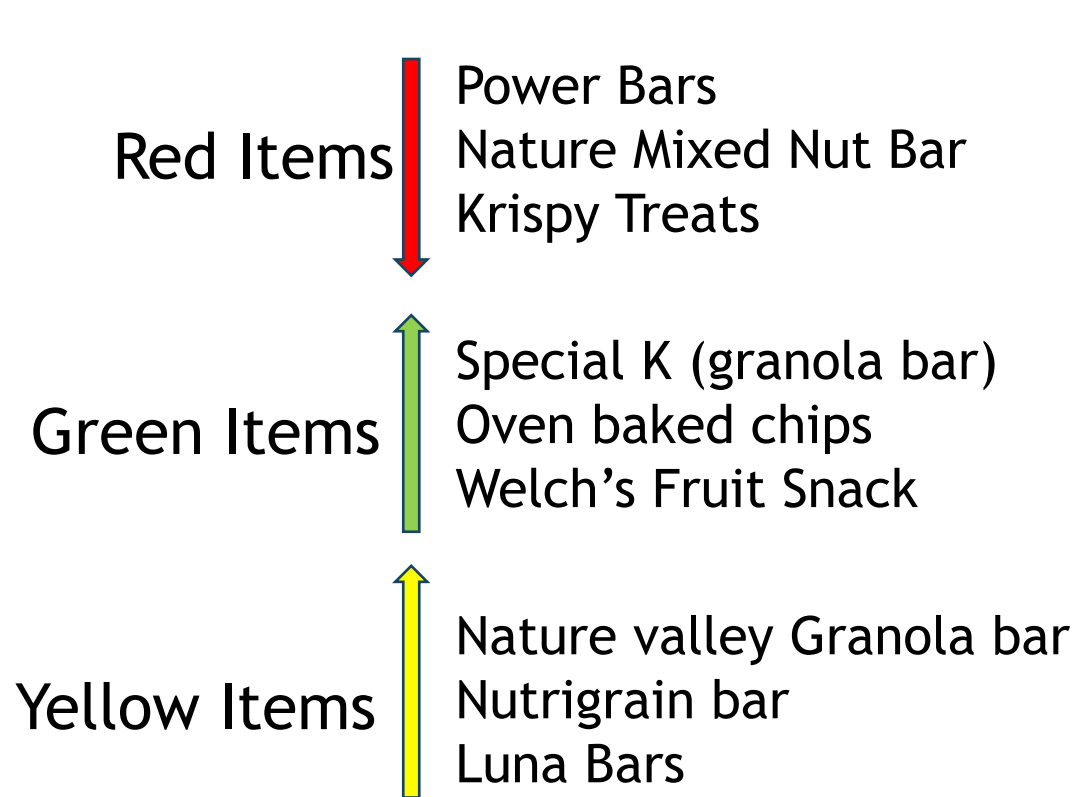 Red Items
Power Bars
Nature Mixed Nut Bar
Krispy Treats
Green Items
Special K (granola bar)
Oven baked chips
Welch’s Fruit Snack
Yellow Items
Nature valley Granola bar
Nutrigrain bar
Luna Bars